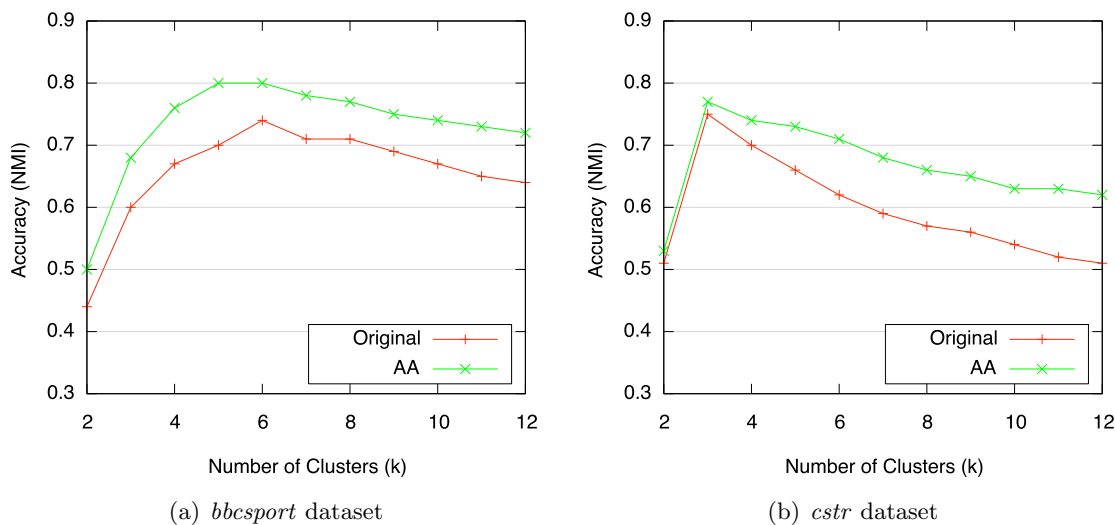 0.9
0.8
0.7
0.6
0.5
0.4
0.3
Accuracy (NMI)
2 4 6 8 10 12
Number of Clusters (k)
Original
AA
(a) bbcsport dataset
0.9
0.8
0.7
0.6
0.5
0.4
0.3
Accuracy (NMI)
2 4 6 8 10 12
Number of Clusters (k)
Original
AA
(b) cstr dataset